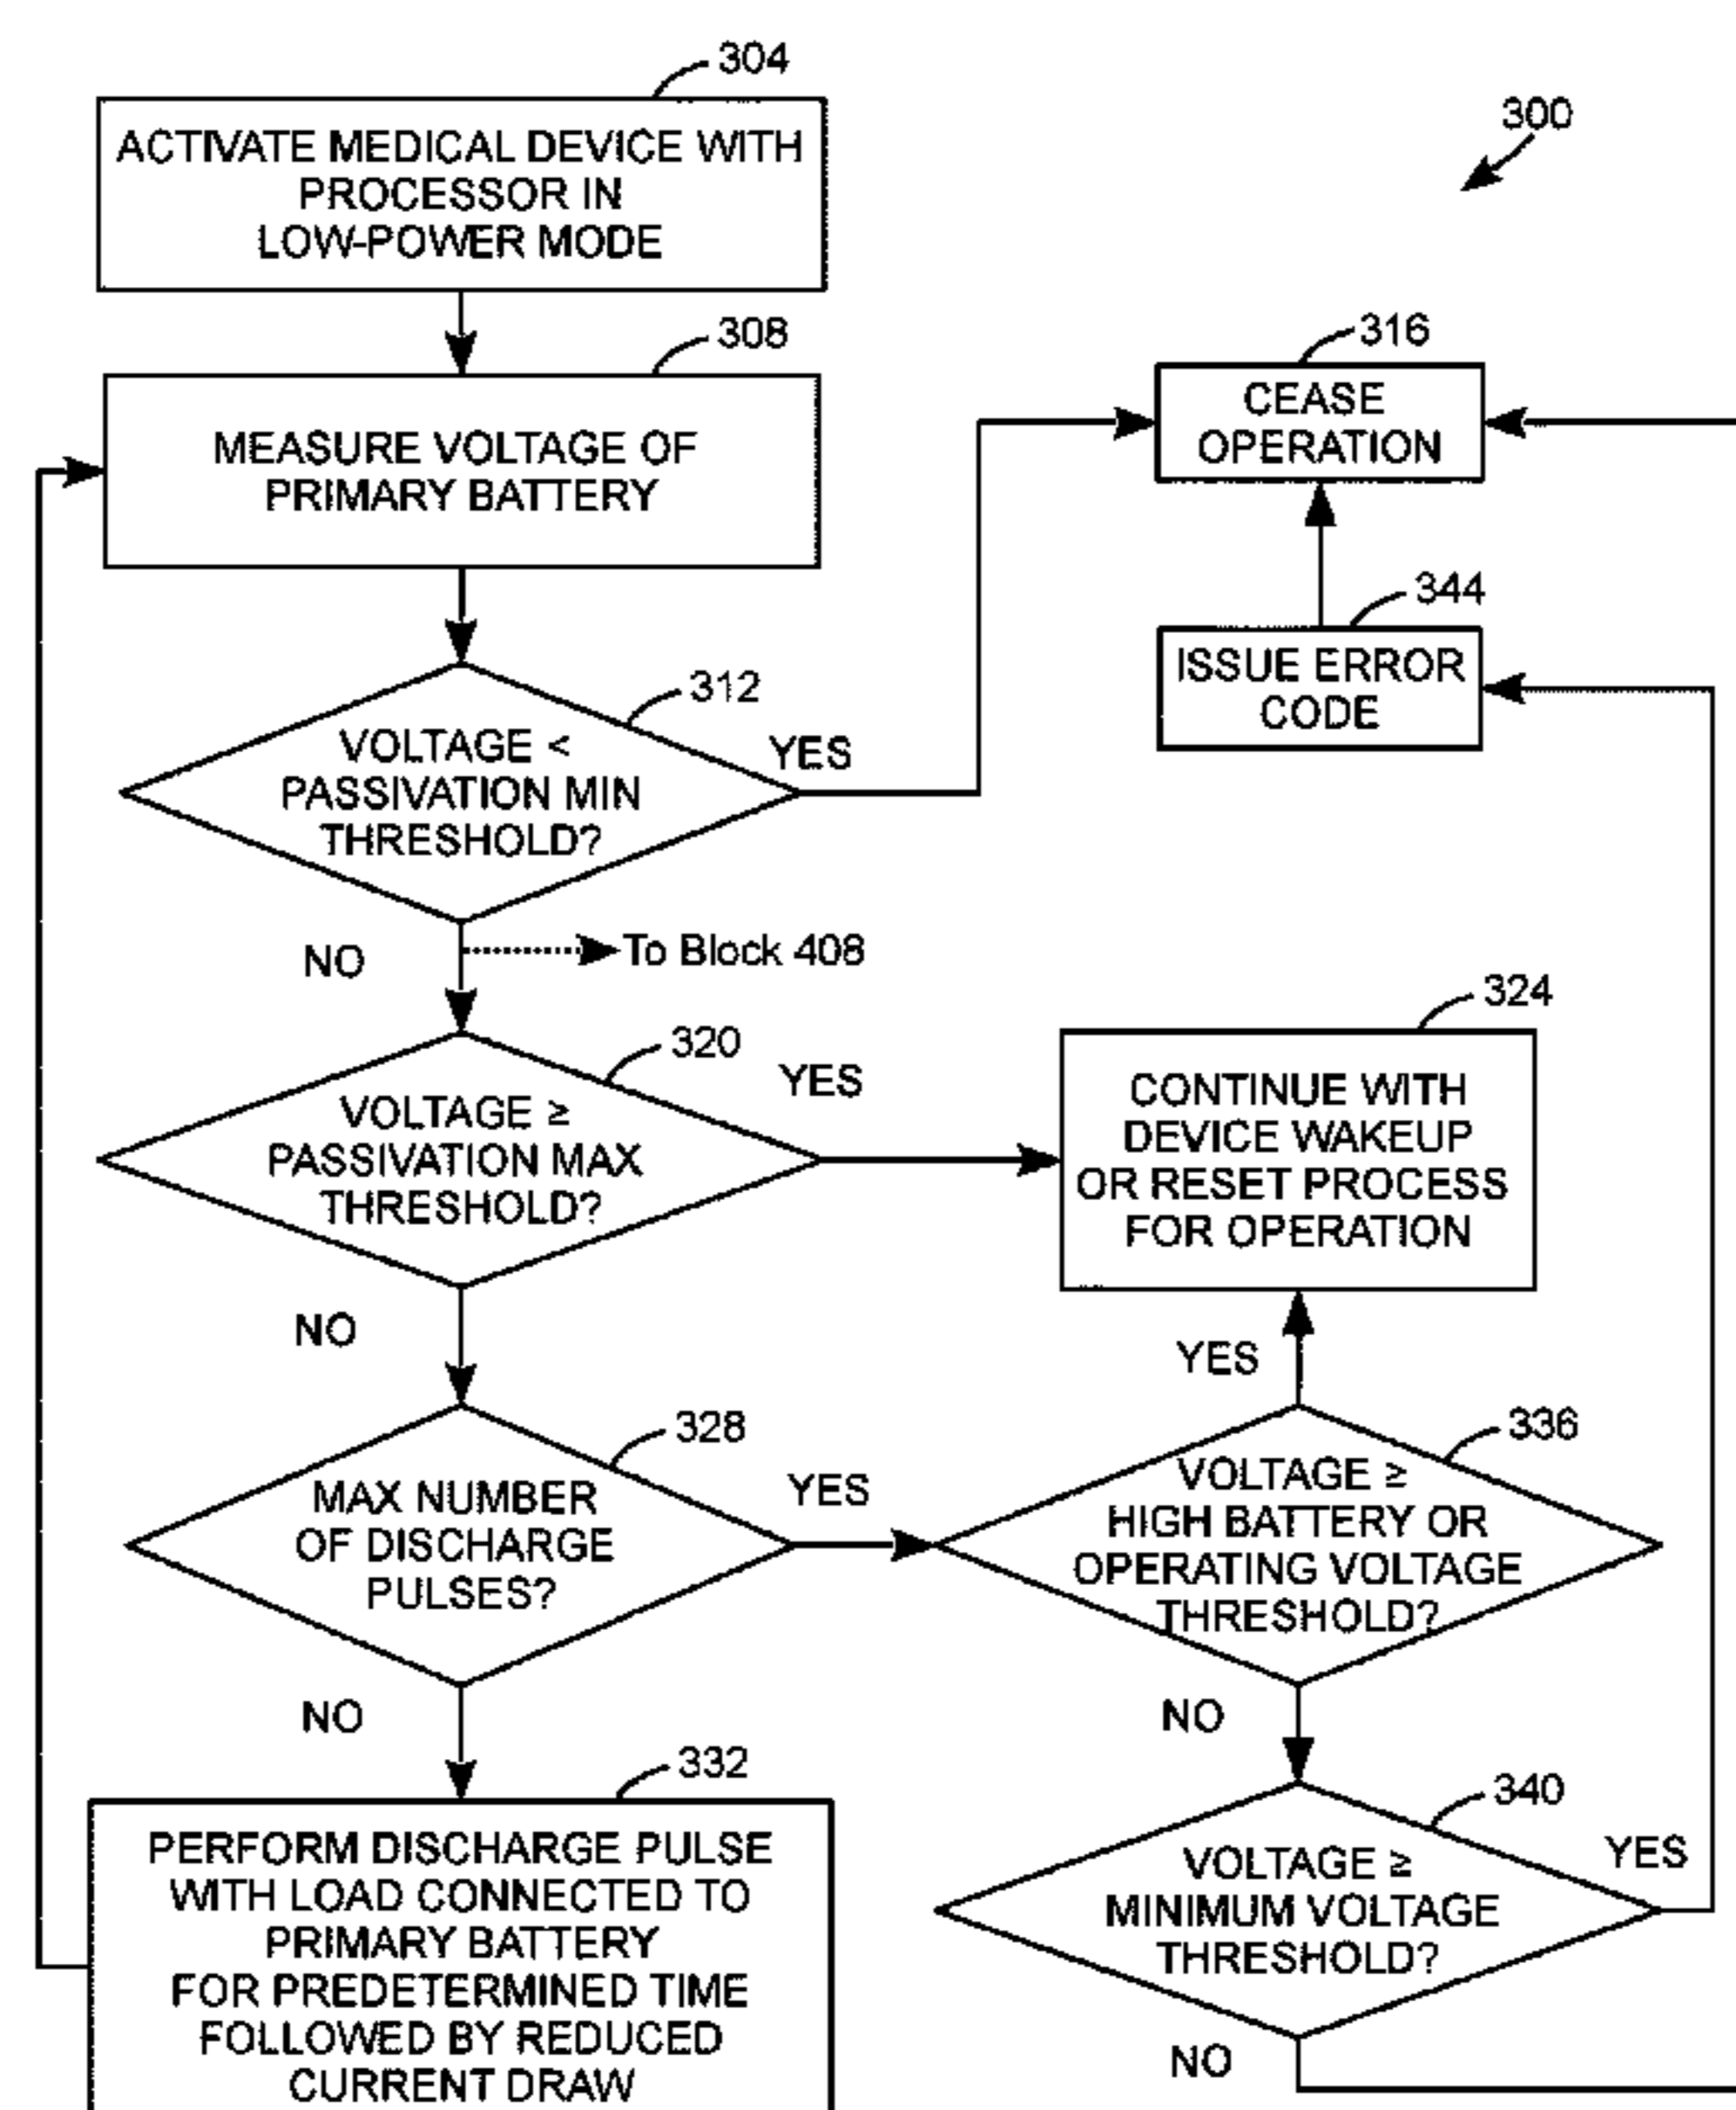 304
ACTIVATE MEDICAL DEVICE WITH
PROCESSOR IN
LOW-POWER MODE
300
308
MEASURE VOLTAGE OF
PRIMARY BATTERY
316
CEASE
OPERATION
344
ISSUE ERROR
CODE
312
VOLTAGE <
PASSIVATION MIN
THRESHOLD?
YES
NO
To Block 408
320
VOLTAGE ≥
PASSIVATION MAX
THRESHOLD?
YES
324
CONTINUE WITH
DEVICE WAKEUP
OR RESET PROCESS
FOR OPERATION
NO
328
MAX NUMBER
OF DISCHARGE
PULSES?
YES
YES
336
VOLTAGE ≥
HIGH BATTERY OR
OPERATING VOLTAGE
THRESHOLD?
NO
NO
332
PERFORM DISCHARGE PULSE
WITH LOAD CONNECTED TO
PRIMARY BATTERY
FOR PREDETERMINED TIME
FOLLOWED BY REDUCED
CURRENT DRAW
340
VOLTAGE ≥
MINIMUM VOLTAGE
THRESHOLD?
YES
NO